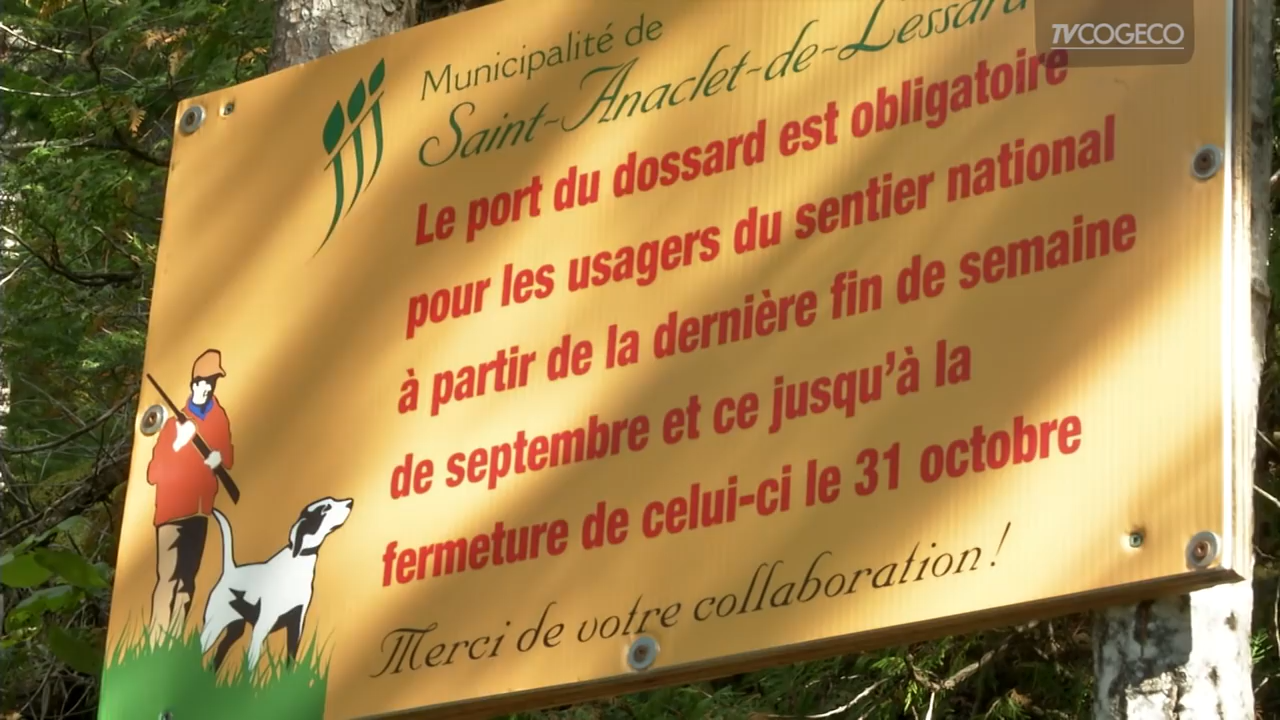 TVCOGECO
Municipalité de
Saint-Anaclet-de-Lessard
Le port du dossard est obligatoire
pour les usagers du sentier national
à partir de la dernière fin de semaine
de septembre et ce jusqu'à la
fermeture de celui-ci le 31 octobre
Merci de votre collaboration!